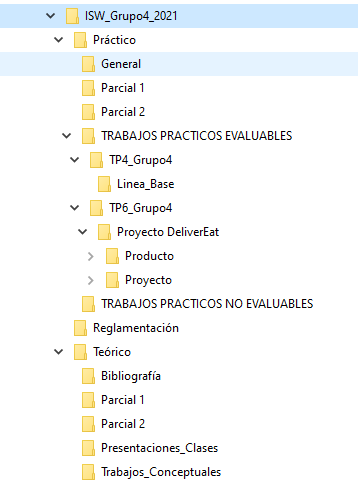 ISW_Grupo4_2021
Práctico
General
Parcial 1
Parcial 2
TRABAJOS PRACTICOS EVALUABLES
TP4_Grupo4
Linea_Base
TP6_Grupo4
Proyecto DeliverEat
Producto
Proyecto
TRABAJOS PRACTICOS NO EVALUABLES
Reglamentación
Teórico
Bibliografía
Parcial 1
Parcial 2
Presentaciones_Clases
Trabajos_Conceptuales